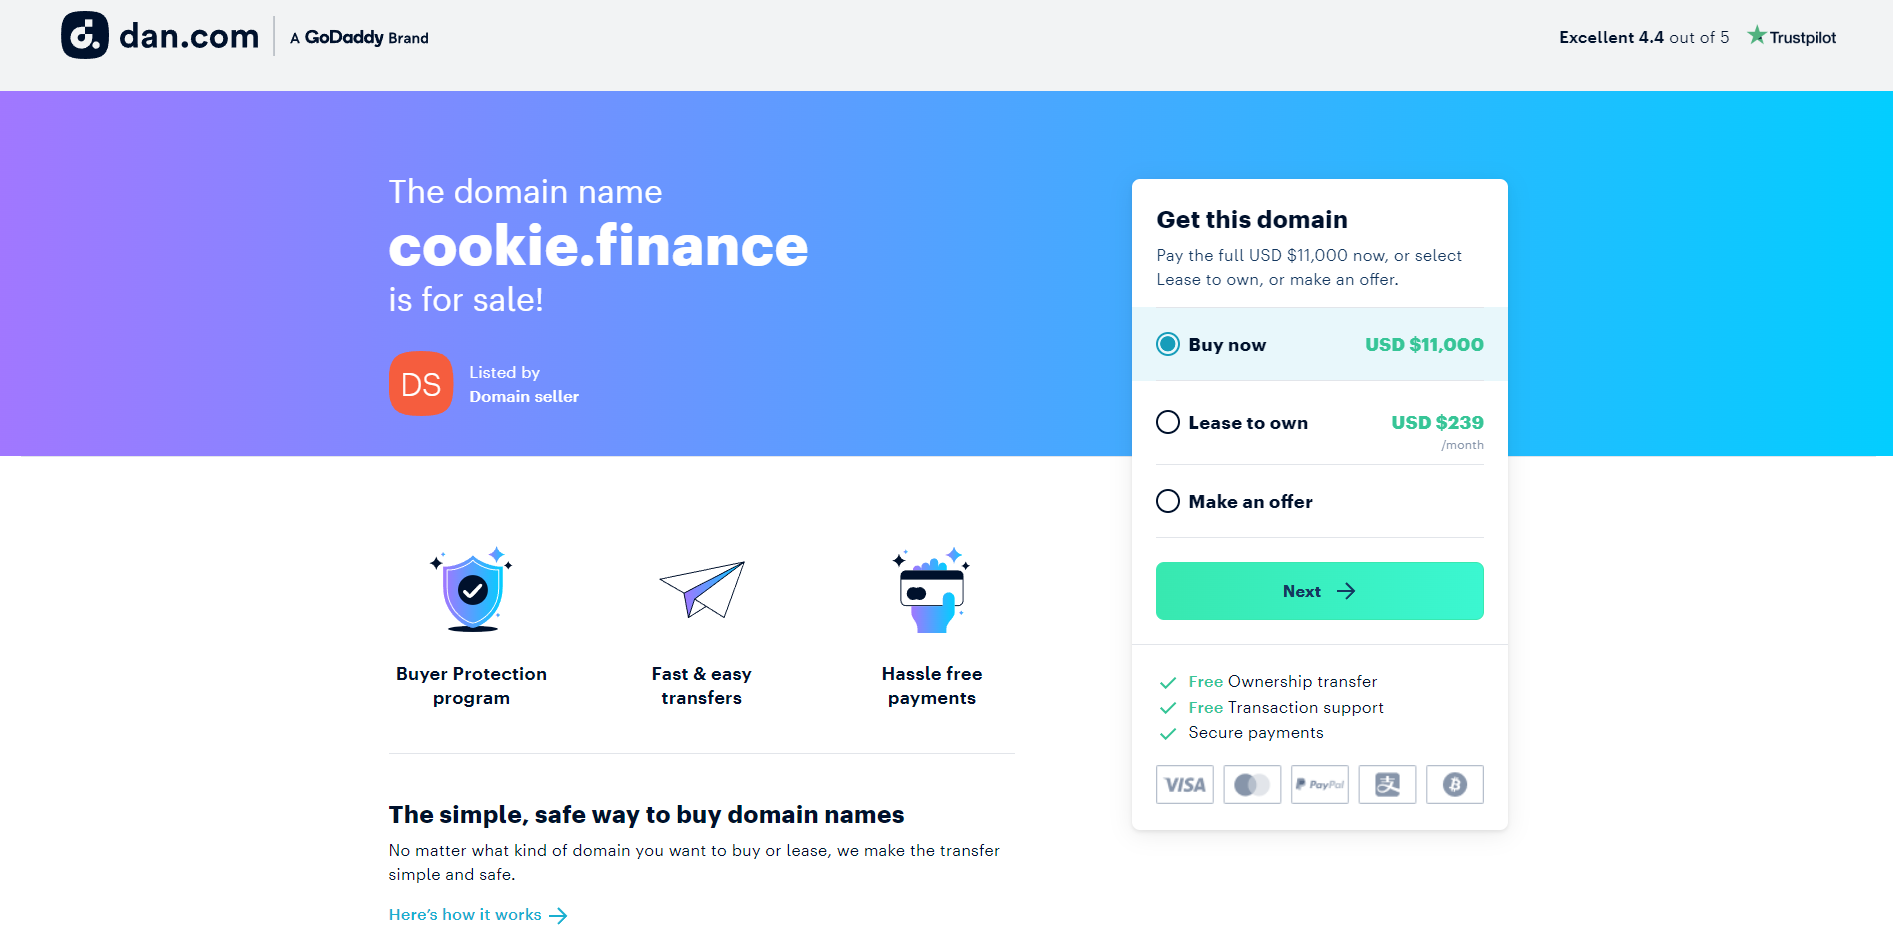 dan.com
A GoDaddy Brand
Excellent 4.4 out of 5
Trustpilot
The domain name
cookie.finance
is for sale!
DS
Listed by
Domain seller
Get this domain
Pay the full USD $11,000 now, or select
Lease to own, or make an offer.
Buy now
USD $11,000
Lease to own
USD $239
/month
Make an offer
Next
Free Ownership transfer
Free Transaction support
Secure payments
VISA
PayPal
支
Buyer Protection
program
Fast & easy
transfers
Hassle free
payments
The simple, safe way to buy domain names
No matter what kind of domain you want to buy or lease, we make the transfer
simple and safe.
Here's how it works